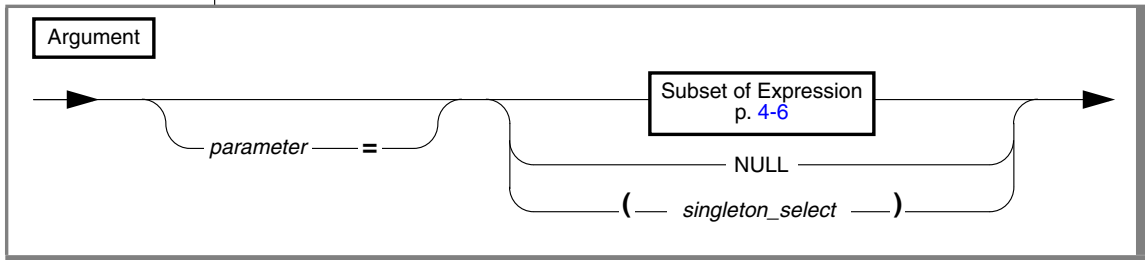 Argument
Subset of Expression
p. 4-6
parameter =
NULL
( singleton_select )